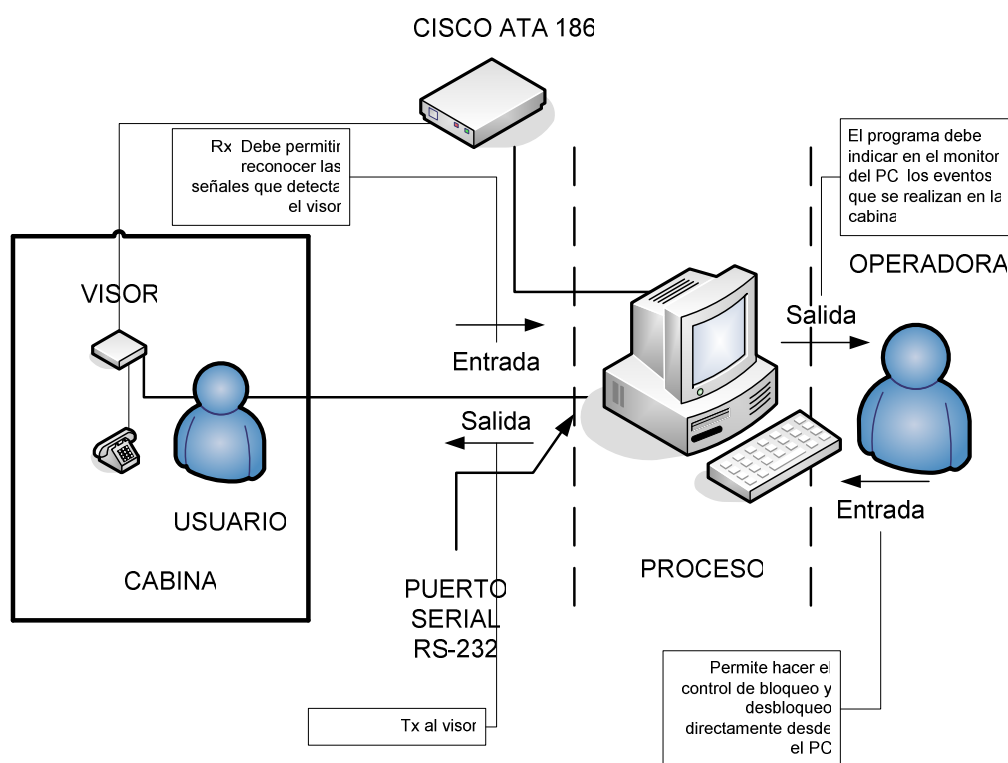 CISCO ATA 186
Rx Debe permitir
reconocer las
señales que detecta
el visor
El programa debe
indicar en el monitor
del PC los eventos
que se realizan en la
cabina
OPERADORA
VISOR
Salida
Entrada
Salida
USUARIO
Entrada
CABINA
PROCESO
PUERTO
SERIAL
RS-232
Permite hacer el
control de bloqueo y
desbloqueo
directamente desde
el PC
Tx al visor